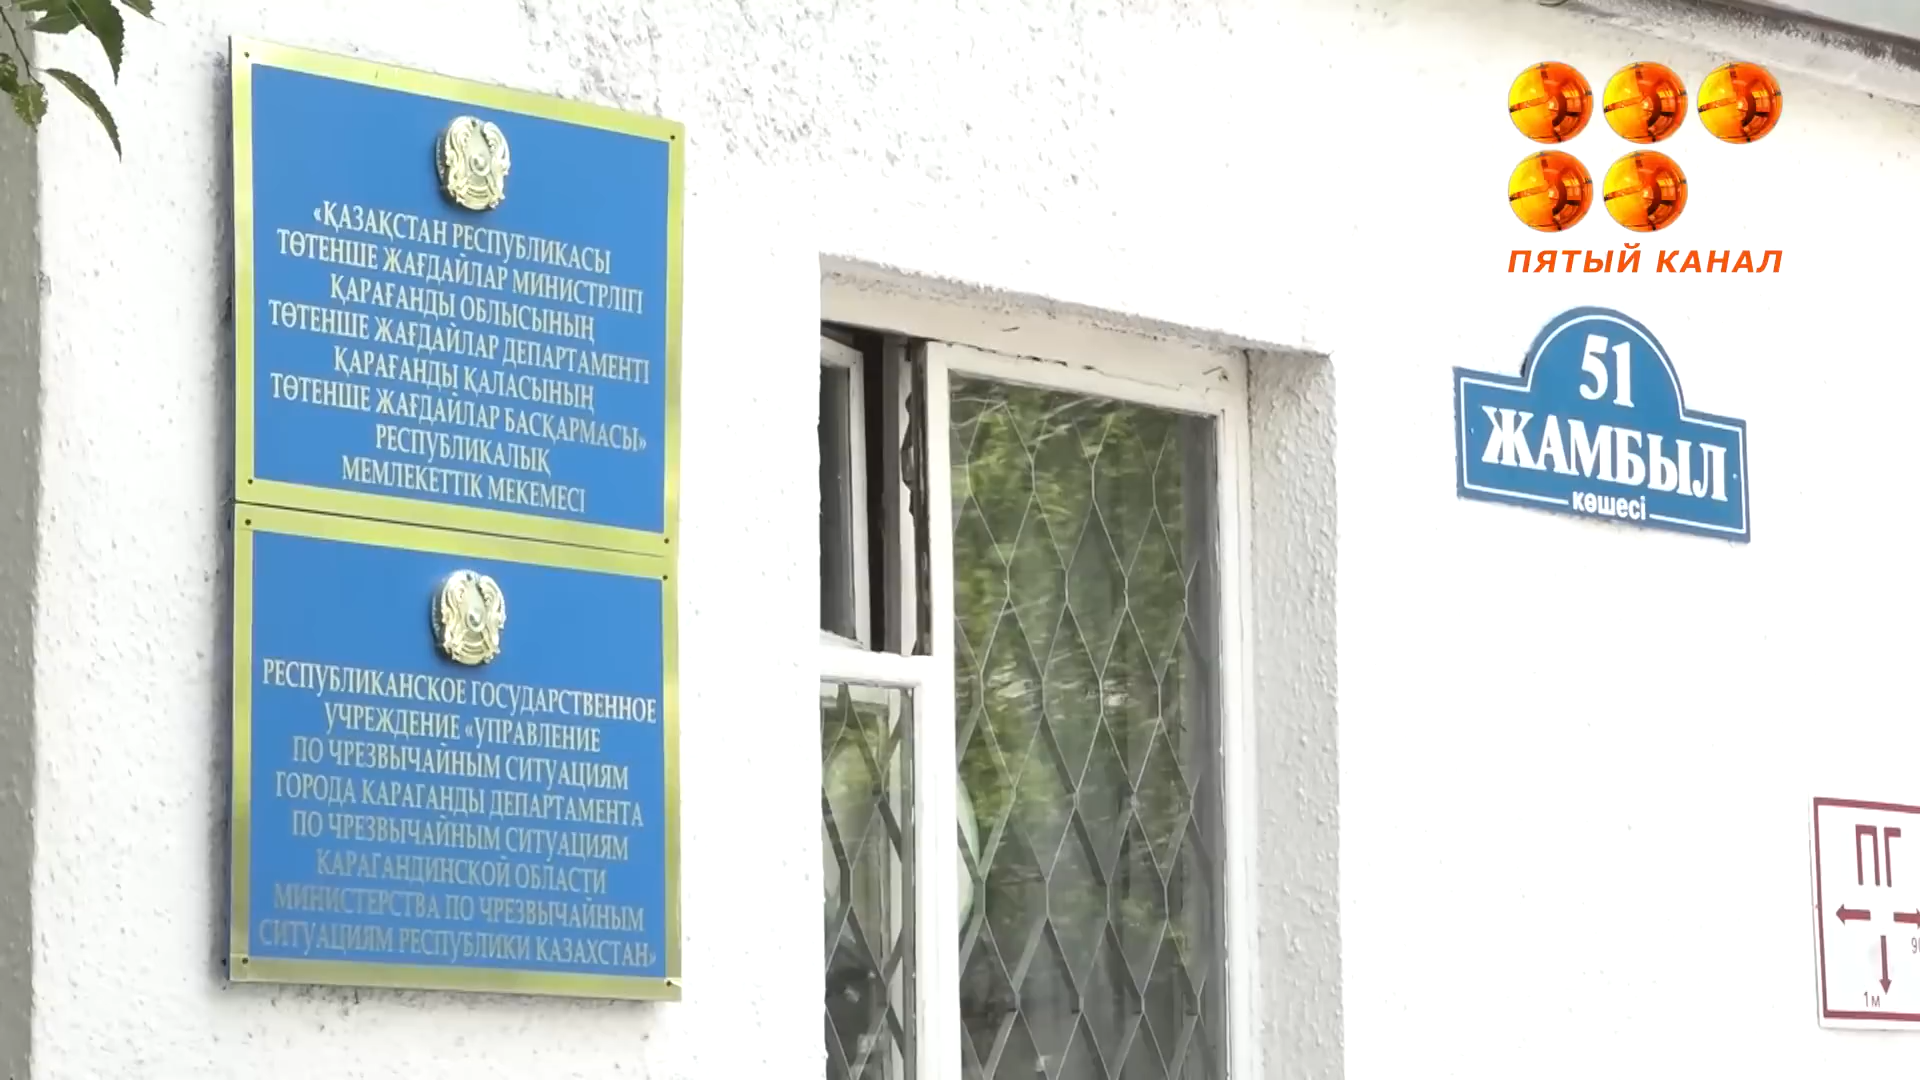 «ҚАЗАҚСТАН РЕСПУБЛИКАСЫ
ТӨТЕНШЕ ЖАҒДАЙЛАР МИНИСТРЛІГІ
ҚАРАҒАНДЫ ОБЛЫСЫНЫҢ
ТӨТЕНШЕ ЖАҒДАЙЛАР ДЕПАРТАМЕНТІ
ҚАРАҒАНДЫ ҚАЛАСЫНЫҢ
ТӨТЕНШЕ ЖАҒДАЙЛАР БАСҚАРМАСЫ»
РЕСПУБЛИКАЛЫҚ
МЕМЛЕКЕТТІК МЕКЕМЕСІ
РЕСПУБЛИКАНСКОЕ ГОСУДАРСТВЕННОЕ
УЧРЕЖДЕНИЕ «УПРАВЛЕНИЕ
ПО ЧРЕЗВЫЧАЙНЫМ СИТУАЦИЯМ
ГОРОДА КАРАГАНДЫ ДЕПАРТАМЕНТА
ПО ЧРЕЗВЫЧАЙНЫМ СИТУАЦИЯМ
КАРАГАНДИНСКОЙ ОБЛАСТИ
МИНИСТЕРСТВА ПО ЧРЕЗВЫЧАЙНЫМ
СИТУАЦИЯМ РЕСПУБЛИКИ КАЗАХСТАН»
ПЯТЫЙ КАНАЛ
51
ЖАМБЫЛ
көшесі
ПГ
1м